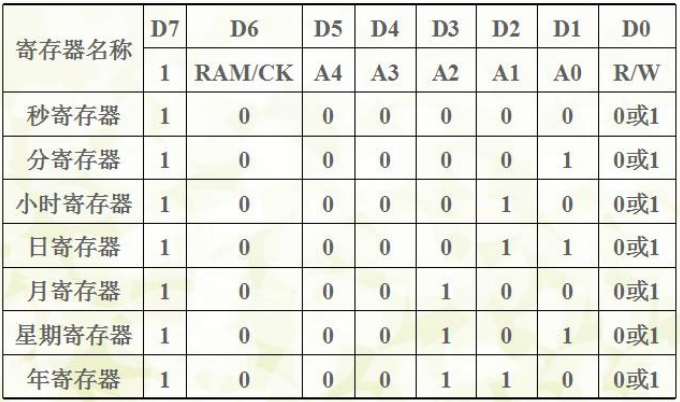 寄存器名称 D7 D6 D5 D4 D3 D2 D1 D0
1 RAM/CK A4 A3 A2 A1 A0 R/W
秒寄存器 1 0 0 0 0 0 0 0或1
分寄存器 1 0 0 0 0 0 1 0或1
小时寄存器 1 0 0 0 0 1 0 0或1
日寄存器 1 0 0 0 0 1 1 0或1
月寄存器 1 0 0 0 1 0 0 0或1
星期寄存器 1 0 0 0 1 0 1 0或1
年寄存器 1 0 0 0 1 1 0 0或1